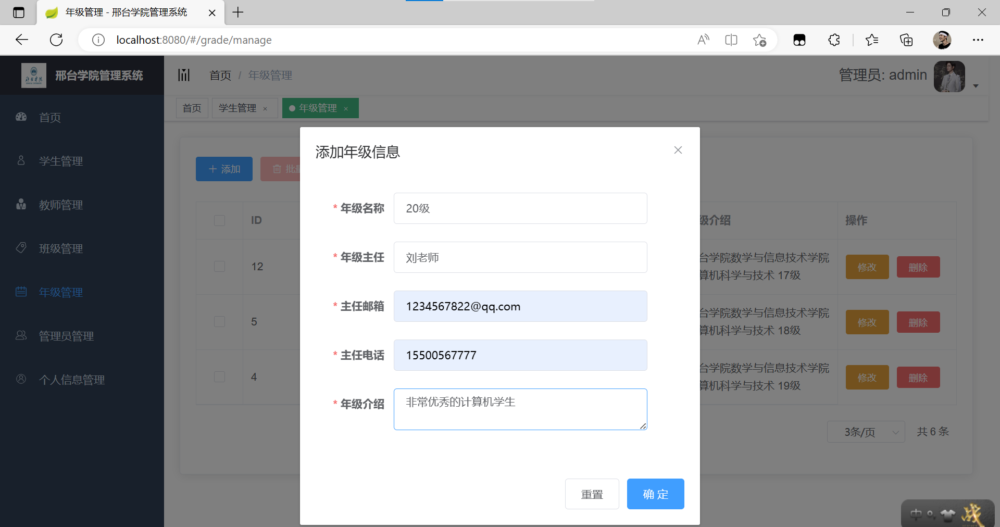 年级管理 - 邢台学院管理系统
localhost:8080/#/grade/manage
邢台学院管理系统
首页 / 年级管理
管理员: admin
首页
学生管理
年级管理
首页
学生管理
教师管理
班级管理
年级管理
管理员管理
个人信息管理
添加
批量
ID
级介绍
操作
12
台学院数学与信息技术学院
算机科学与技术 17级
修改
删除
5
台学院数学与信息技术学院
算机科学与技术 18级
修改
删除
4
台学院数学与信息技术学院
算机科学与技术 19级
修改
删除
3条/页
共 6 条
添加年级信息
* 年级名称
20级
* 年级主任
刘老师
* 主任邮箱
1234567822@qq.com
* 主任电话
15500567777
* 年级介绍
非常优秀的计算机学生
重置
确 定
中
战